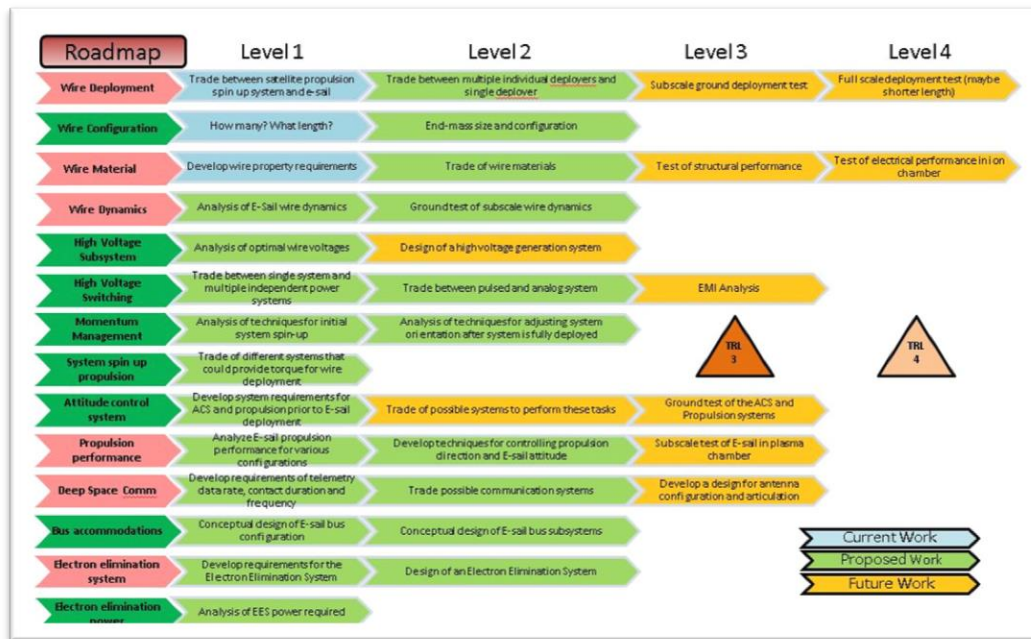 Roadmap
Level 1
Level 2
Level 3
Level 4
Wire Deployment
Trade between satellite propulsion
spin up system and e-sail
Trade between multiple individual deployers and
single deployer
Subscale ground deployment test
Full scale deployment test (maybe
shorter length)
Wire Configuration
How many? What length?
End-mass size and configuration
Wire Material
Develop wire property requirements
Trade of wire materials
Test of structural performance
Test of electrical performance in ion
chamber
Wire Dynamics
Analysis of E-Sail wire dynamics
Ground test of subscale wire dynamics
High Voltage
Subsystem
Analysis of optimal wire voltages
Design of a high voltage generation system
High Voltage
Switching
Trade between single system and
multiple independent power
systems
Trade between pulsed and analog system
EMI Analysis
Momentum
Management
Analysis of techniques for initial
system spin-up
Analysis of techniques for adjusting system
orientation after system is fully deployed
TRL
3
TRL
4
System spin up
propulsion
Trade of different systems that
could provide torque for wire
deployment
Attitude control
system
Develop system requirements for
ACS and propulsion prior to E-sail
deployment
Trade of possible systems to perform these tasks
Ground test of the ACS and
Propulsion systems
Propulsion
performance
Analyze E-sail propulsion
performance for various
configurations
Develop techniques for controlling propulsion
direction and E-sail attitude
Subscale test of E-sail in plasma
chamber
Deep Space Comm
Develop requirements of telemetry
data rate, contact duration and
frequency
Trade possible communication systems
Develop a design for antenna
configuration and articulation
Bus accommodations
Conceptual design of E-sail bus
configuration
Conceptual design of E-sail bus subsystems
Electron elimination
system
Develop requirements for the
Electron Elimination System
Design of an Electron Elimination System
Electron elimination
power
Analysis of EES power required
Current Work
Proposed Work
Future Work